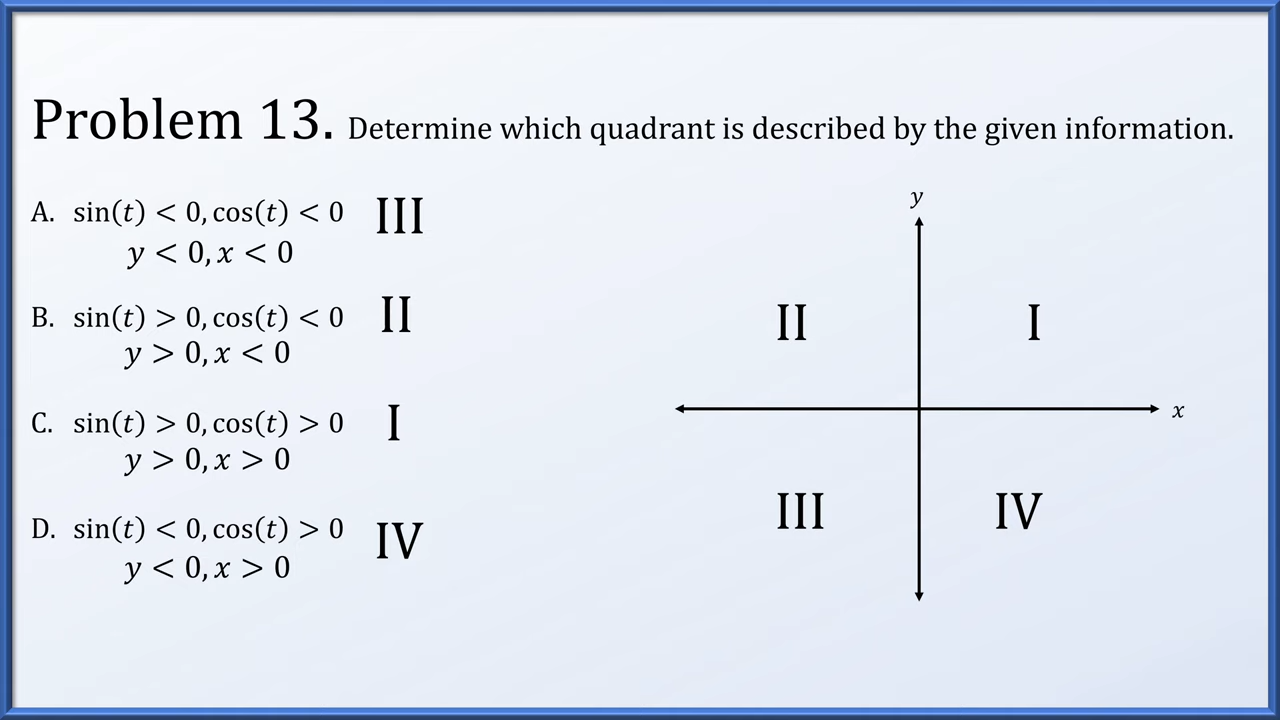 Problem 13. Determine which quadrant is described by the given information.
A. sin(t) < 0, cos(t) < 0 III
y < 0, x < 0
B. sin(t) > 0, cos(t) < 0 II
y > 0, x < 0
C. sin(t) > 0, cos(t) > 0 I
y > 0, x > 0
D. sin(t) < 0, cos(t) > 0 IV
y < 0, x > 0
y
II I
x
III IV